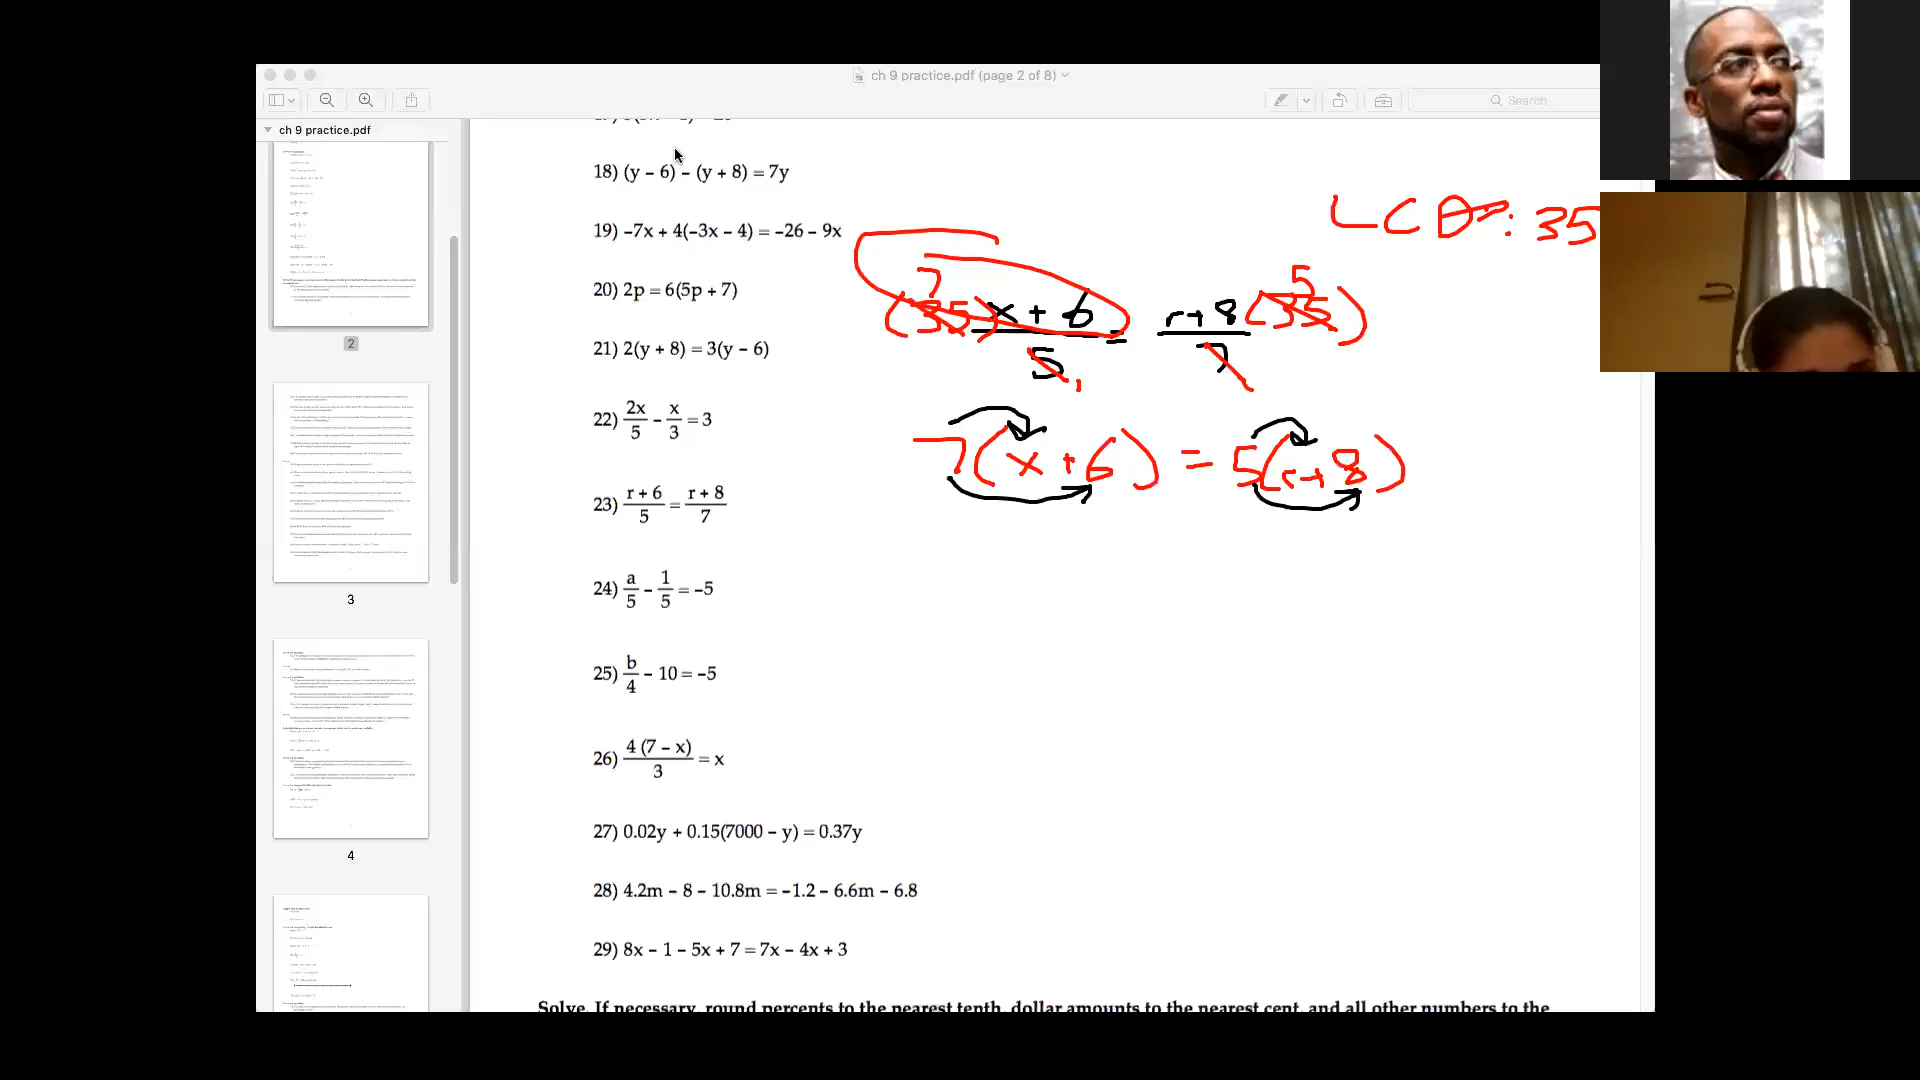 ch 9 practice.pdf (page 2 of 8)
Search
ch 9 practice.pdf
2
3
4
18) (y – 6) – (y + 8) = 7y
19) –7x + 4(–3x – 4) = –26 – 9x
20) 2p = 6(5p + 7)
21) 2(y + 8) = 3(y – 6)
22) 2x/5 – x/3 = 3
23) r + 6/5 = r + 8/7
24) a/5 – 1/5 = –5
25) b/4 – 10 = –5
26) 4 (7 – x)/3 = x
27) 0.02y + 0.15(7000 – y) = 0.37y
28) 4.2m – 8 – 10.8m = –1.2 – 6.6m – 6.8
29) 8x – 1 – 5x + 7 = 7x – 4x + 3
Solve. If necessary, round percents to the nearest tenth, dollar amounts to the nearest cent, and all other numbers to the
LCD: 35
7 5
(35) x + 6 = r + 8 (35)
5 7
7(x + 6) = 5(r + 8)